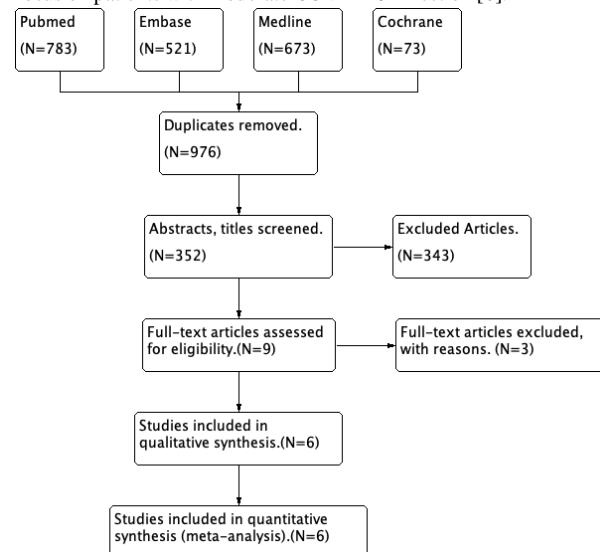 Pubmed
(N=783)
Embase
(N=521)
Medline
(N=673)
Cochrane
(N=73)
Duplicates removed.
(N=976)
Abstracts, titles screened.
(N=352)
Excluded Articles.
(N=343)
Full-text articles assessed
for eligibility.(N=9)
Full-text articles excluded,
with reasons. (N=3)
Studies included in
qualitative synthesis.(N=6)
Studies included in quantitative
synthesis (meta-analysis).(N=6)